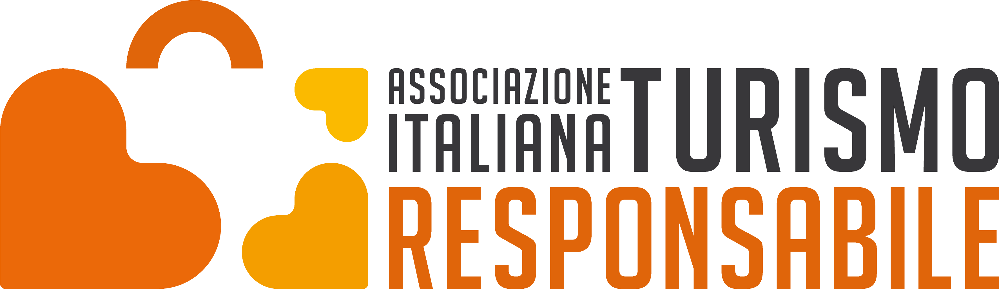 ASSOCIAZIONE
ITALIANA
TURISMO
RESPONSABILE